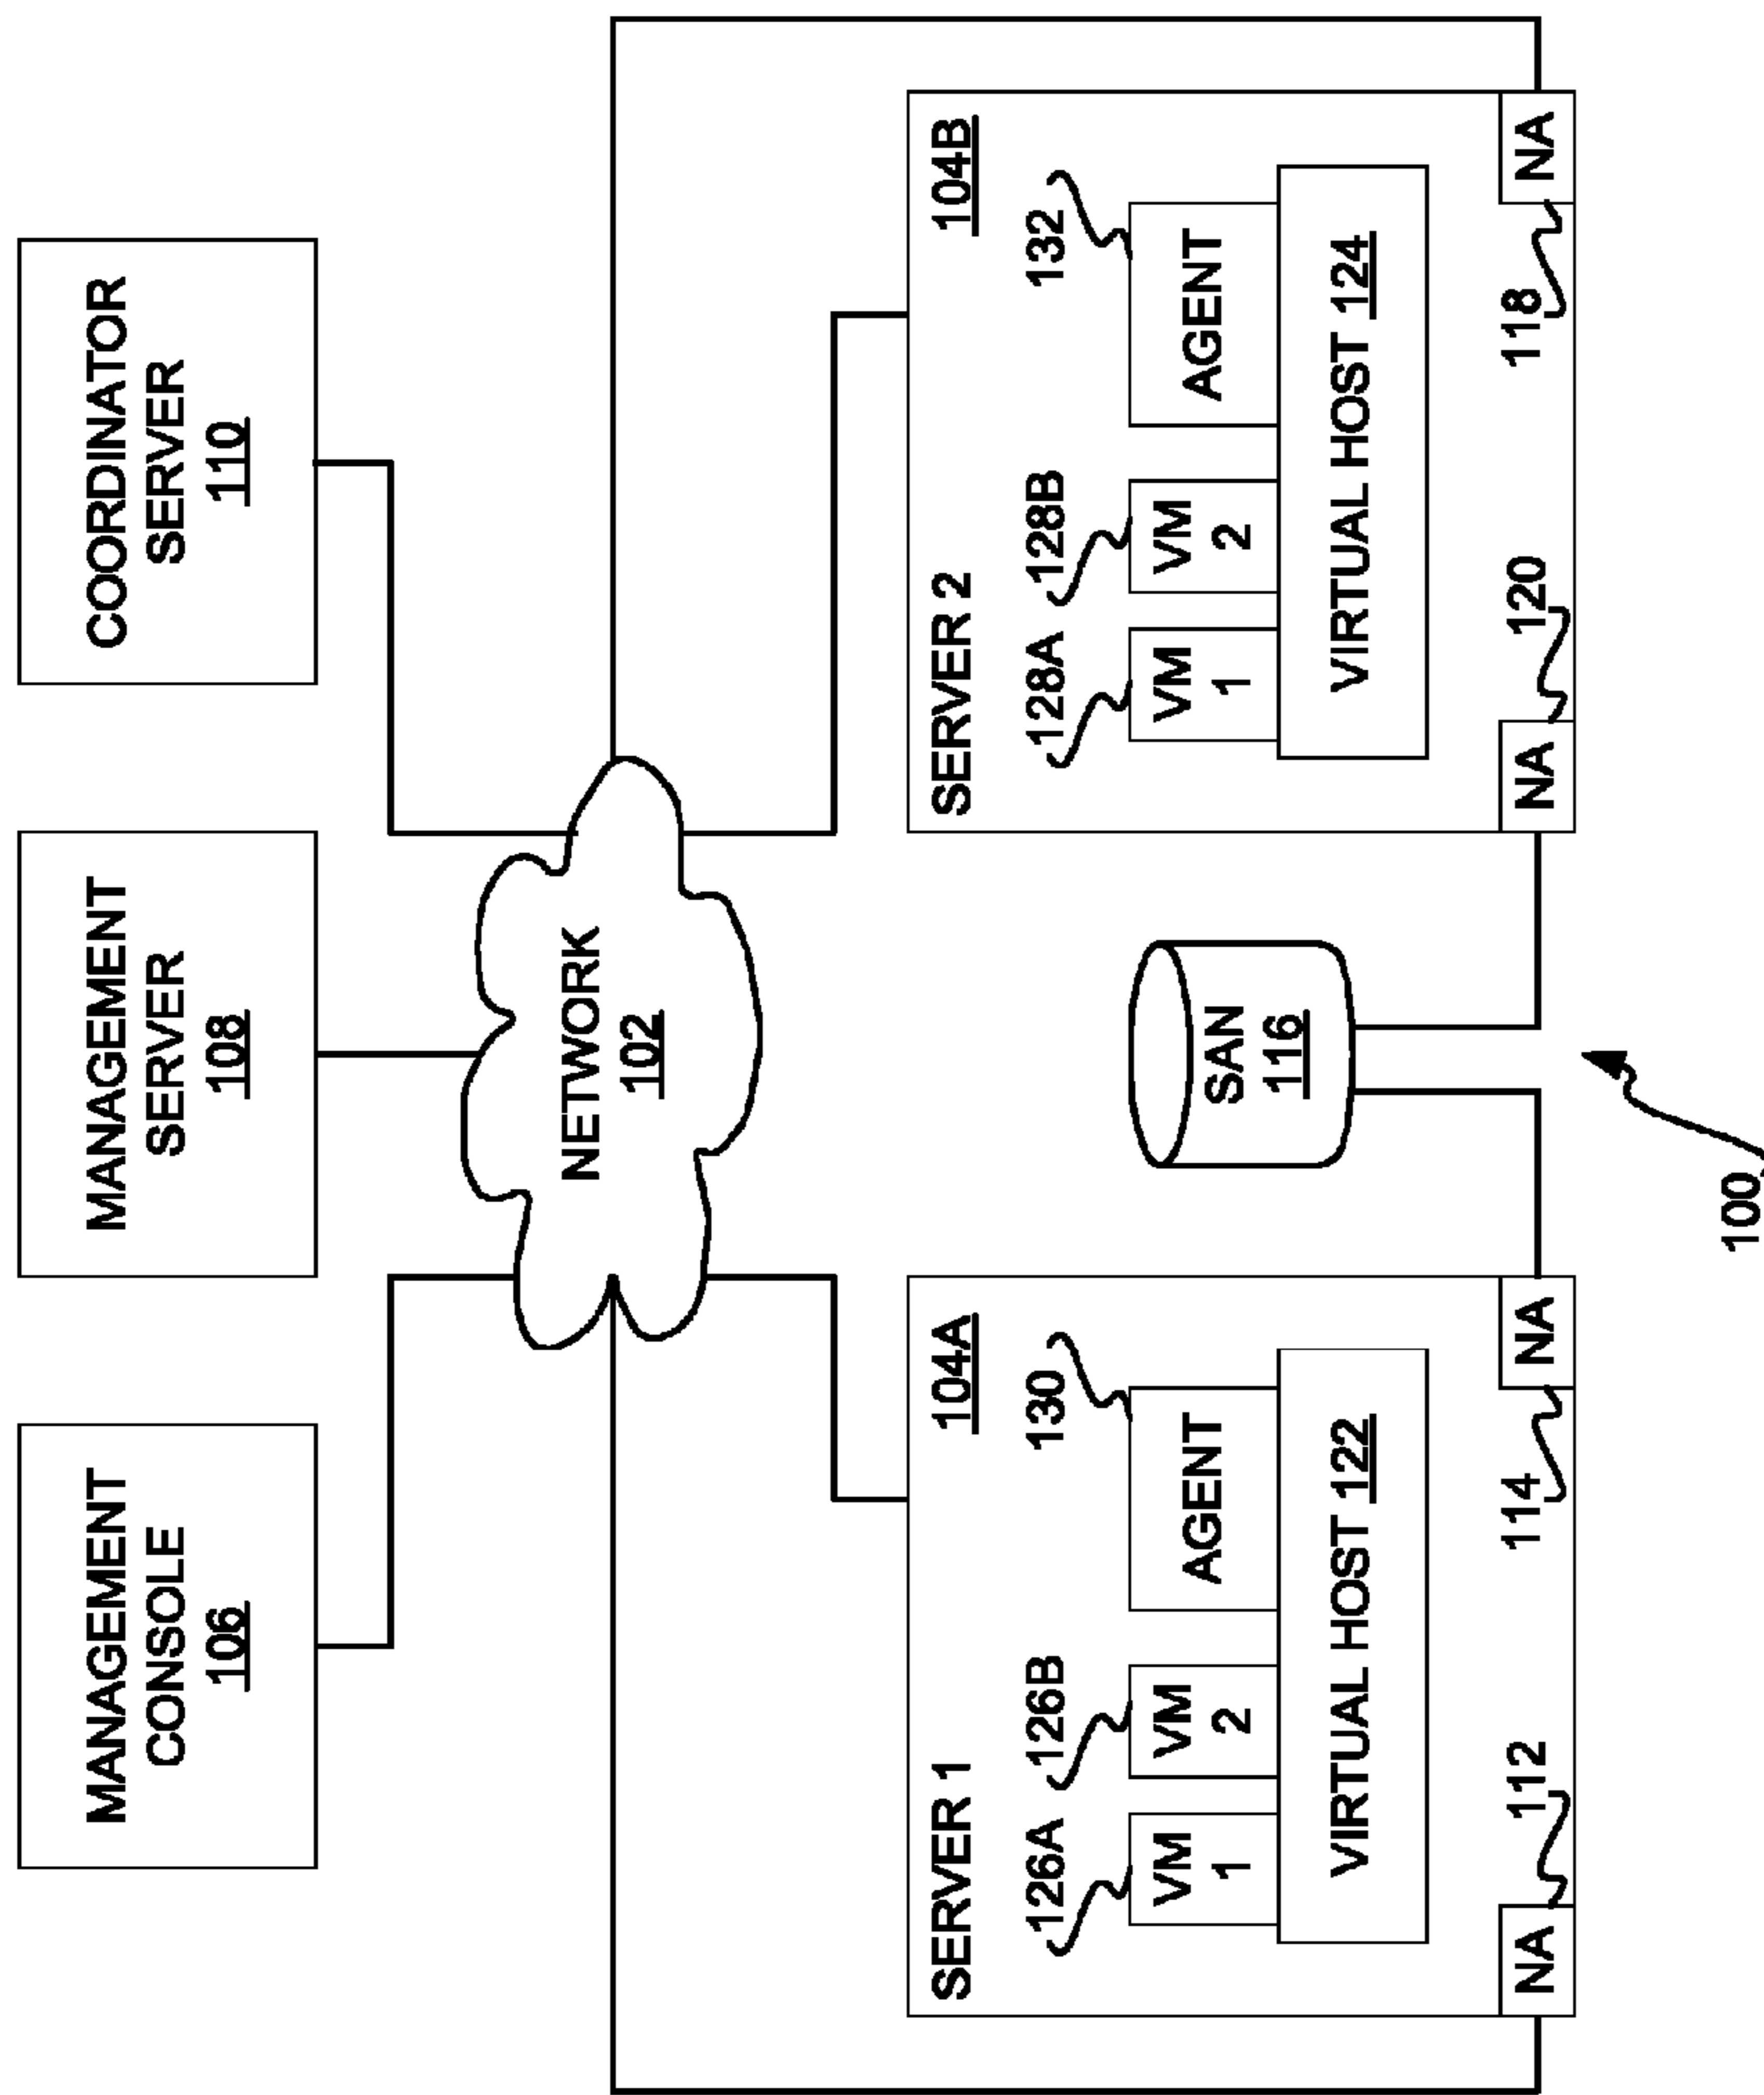 MANAGEMENT
CONSOLE
106
MANAGEMENT
SERVER
108
COORDINATOR
SERVER
110
NETWORK
102
SERVER 1
104A
126A
126B
130
VM
1
VM
2
AGENT
VIRTUAL HOST 122
NA
112
114
NA
SAN
116
SERVER 2
104B
128A
128B
132
VM
1
VM
2
AGENT
VIRTUAL HOST 124
NA
120
118
NA
100